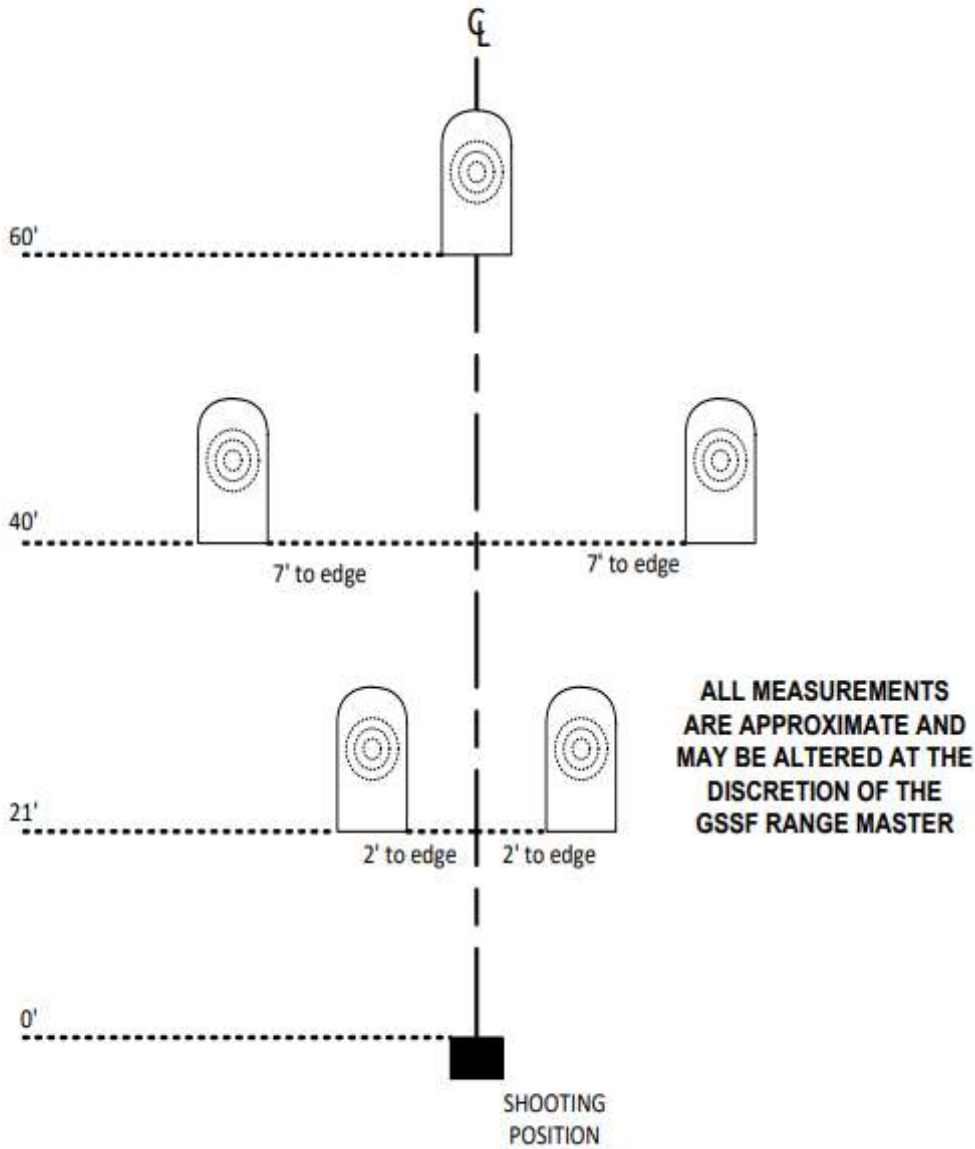 ℄
60'
40'
7' to edge
7' to edge
ALL MEASUREMENTS
ARE APPROXIMATE AND
MAY BE ALTERED AT THE
DISCRETION OF THE
GSSF RANGE MASTER
21'
2' to edge
2' to edge
0'
SHOOTING
POSITION